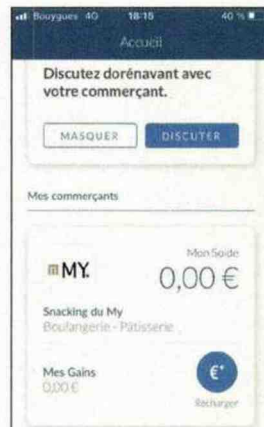 Bouygues 4G 18:15 40 %
Accueil
Discutez dorénavant avec
votre commerçant.
MASQUER DISCUTER
Mes commerçants
Mon Solde
MY. 0,00 €
Snacking du My
Boulangerie - Pâtisserie
Mes Gains
0,00 €
€+
Recharger